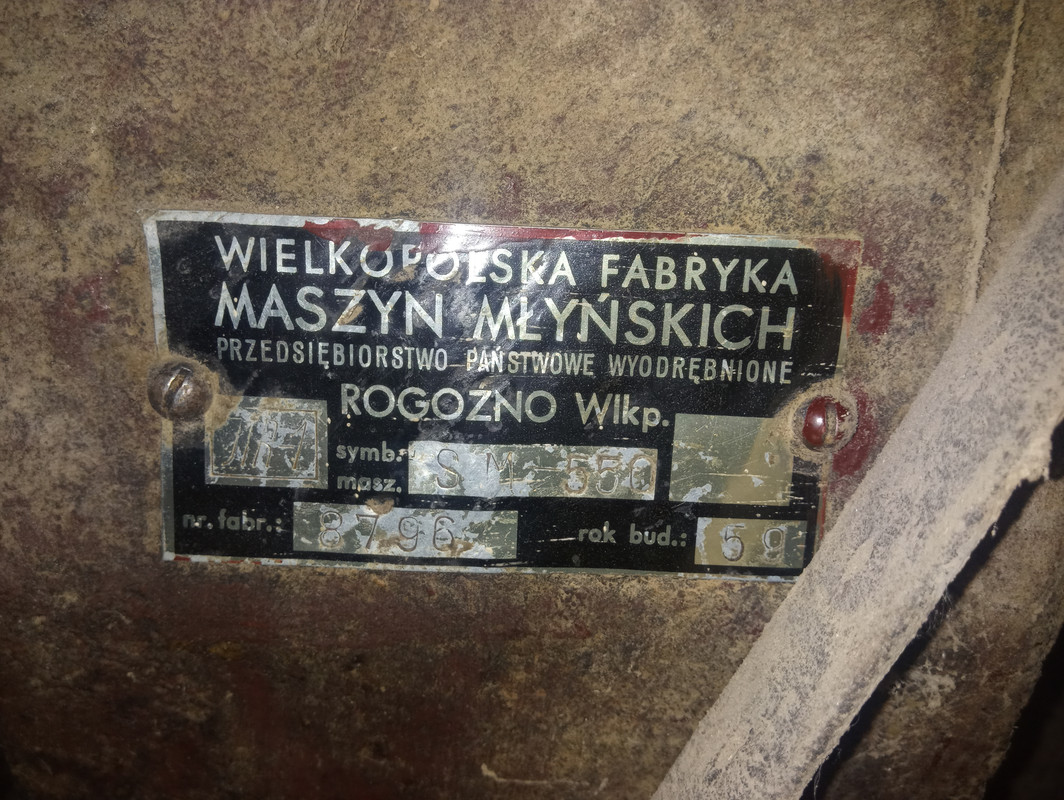 WIELKOPOLSKA FABRYKA
MASZYN MŁYŃSKICH
PRZEDSIĘBIORSTWO PAŃSTWOWE WYODRĘBNIONE
ROGOŹNO Wlkp.
symb. masz. SM-550
nr. fabr.: 8796 rok bud.: 59